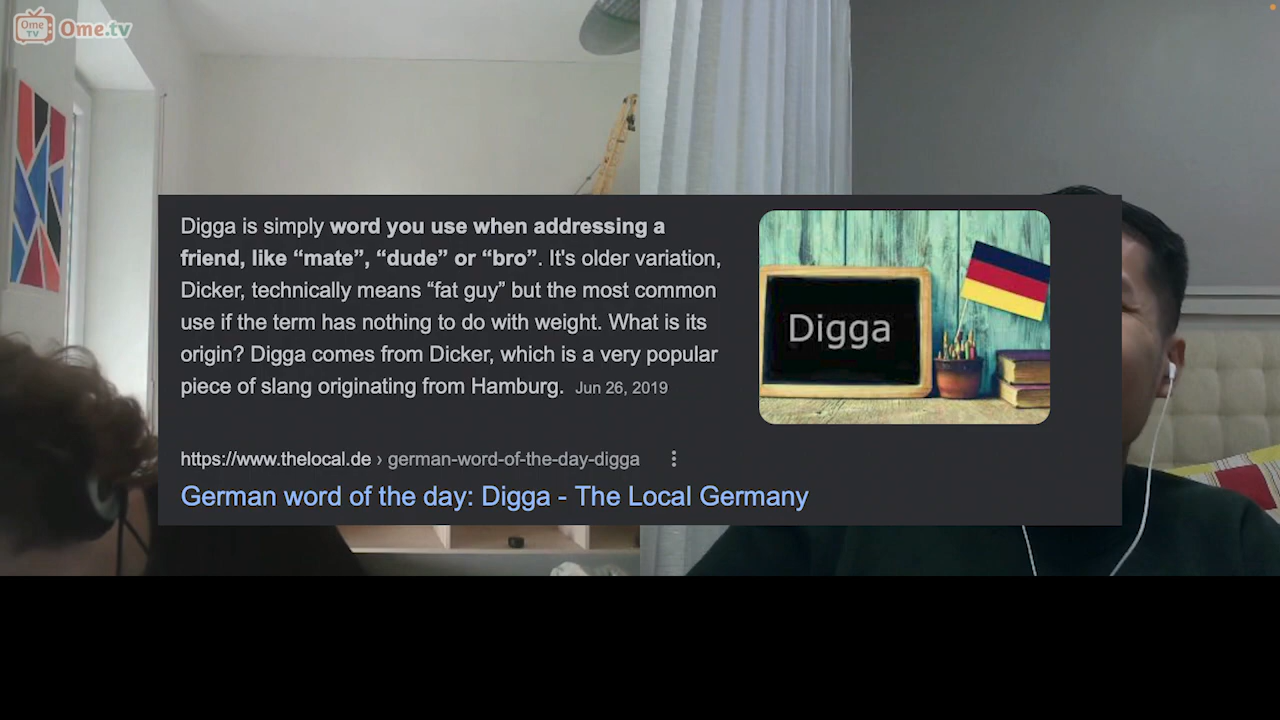 Ome TV Ome.tv
Digga is simply word you use when addressing a
friend, like “mate”, “dude” or “bro”. It's older variation,
Dicker, technically means “fat guy” but the most common
use if the term has nothing to do with weight. What is its
origin? Digga comes from Dicker, which is a very popular
piece of slang originating from Hamburg. Jun 26, 2019
Digga
https://www.thelocal.de › german-word-of-the-day-digga
German word of the day: Digga - The Local Germany